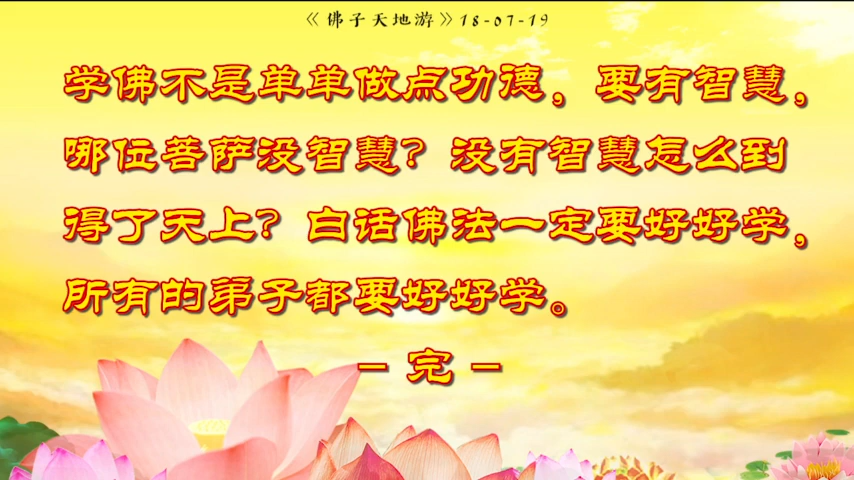 《佛子天地游》18-07-19
学佛不是单单做点功德，要有智慧，
哪位菩萨没智慧？没有智慧怎么到
得了天上？白话佛法一定要好好学，
所有的弟子都要好好学。
- 完 -